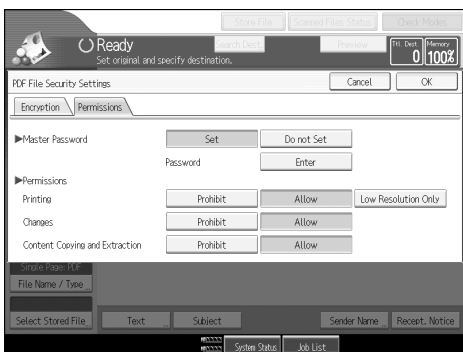 Store File Scanned Files Status Check Modes
Ready
Search Dest. Preview Ttl. Dest. Memory
0 100%
Set original and specify destination.
PDF File Security Settings Cancel OK
Encryption Permissions
▶Master Password Set Do not Set
Password Enter
▶Permissions
Printing Prohibit Allow Low Resolution Only
Changes Prohibit Allow
Content Copying and Extraction Prohibit Allow
Single Page: PDF
File Name / Type
Select Stored File Text Subject Sender Name Recept. Notice
System Status Job List